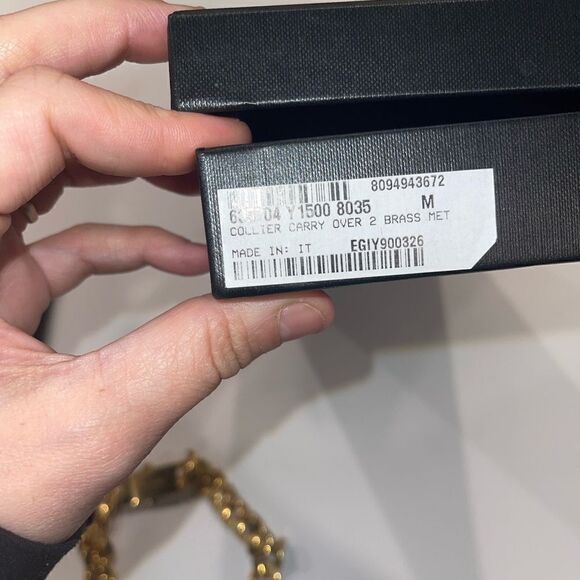 8094943672
Y1500 8035 M
COLLIER CARRY OVER 2 BRASS MET
MADE IN: IT EGIY900326